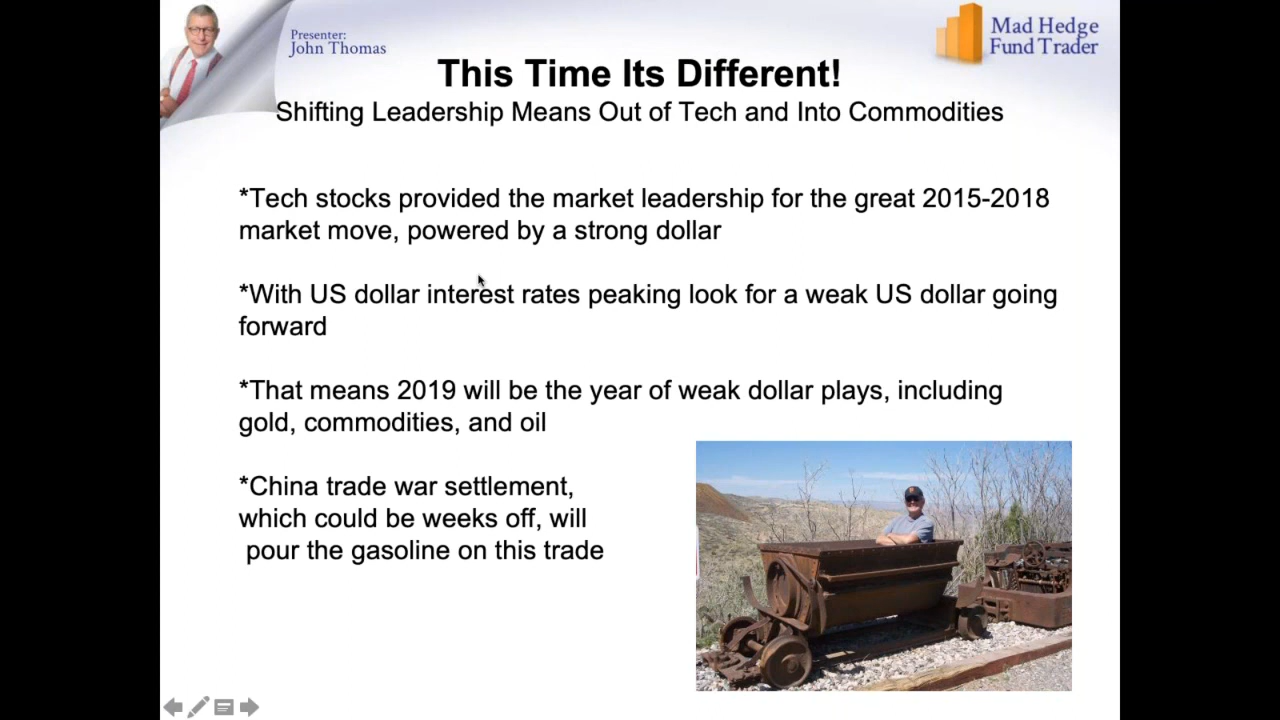 Presenter:
John Thomas
Mad Hedge
Fund Trader
This Time Its Different!
Shifting Leadership Means Out of Tech and Into Commodities
*Tech stocks provided the market leadership for the great 2015-2018
market move, powered by a strong dollar
*With US dollar interest rates peaking look for a weak US dollar going
forward
*That means 2019 will be the year of weak dollar plays, including
gold, commodities, and oil
*China trade war settlement,
which could be weeks off, will
pour the gasoline on this trade